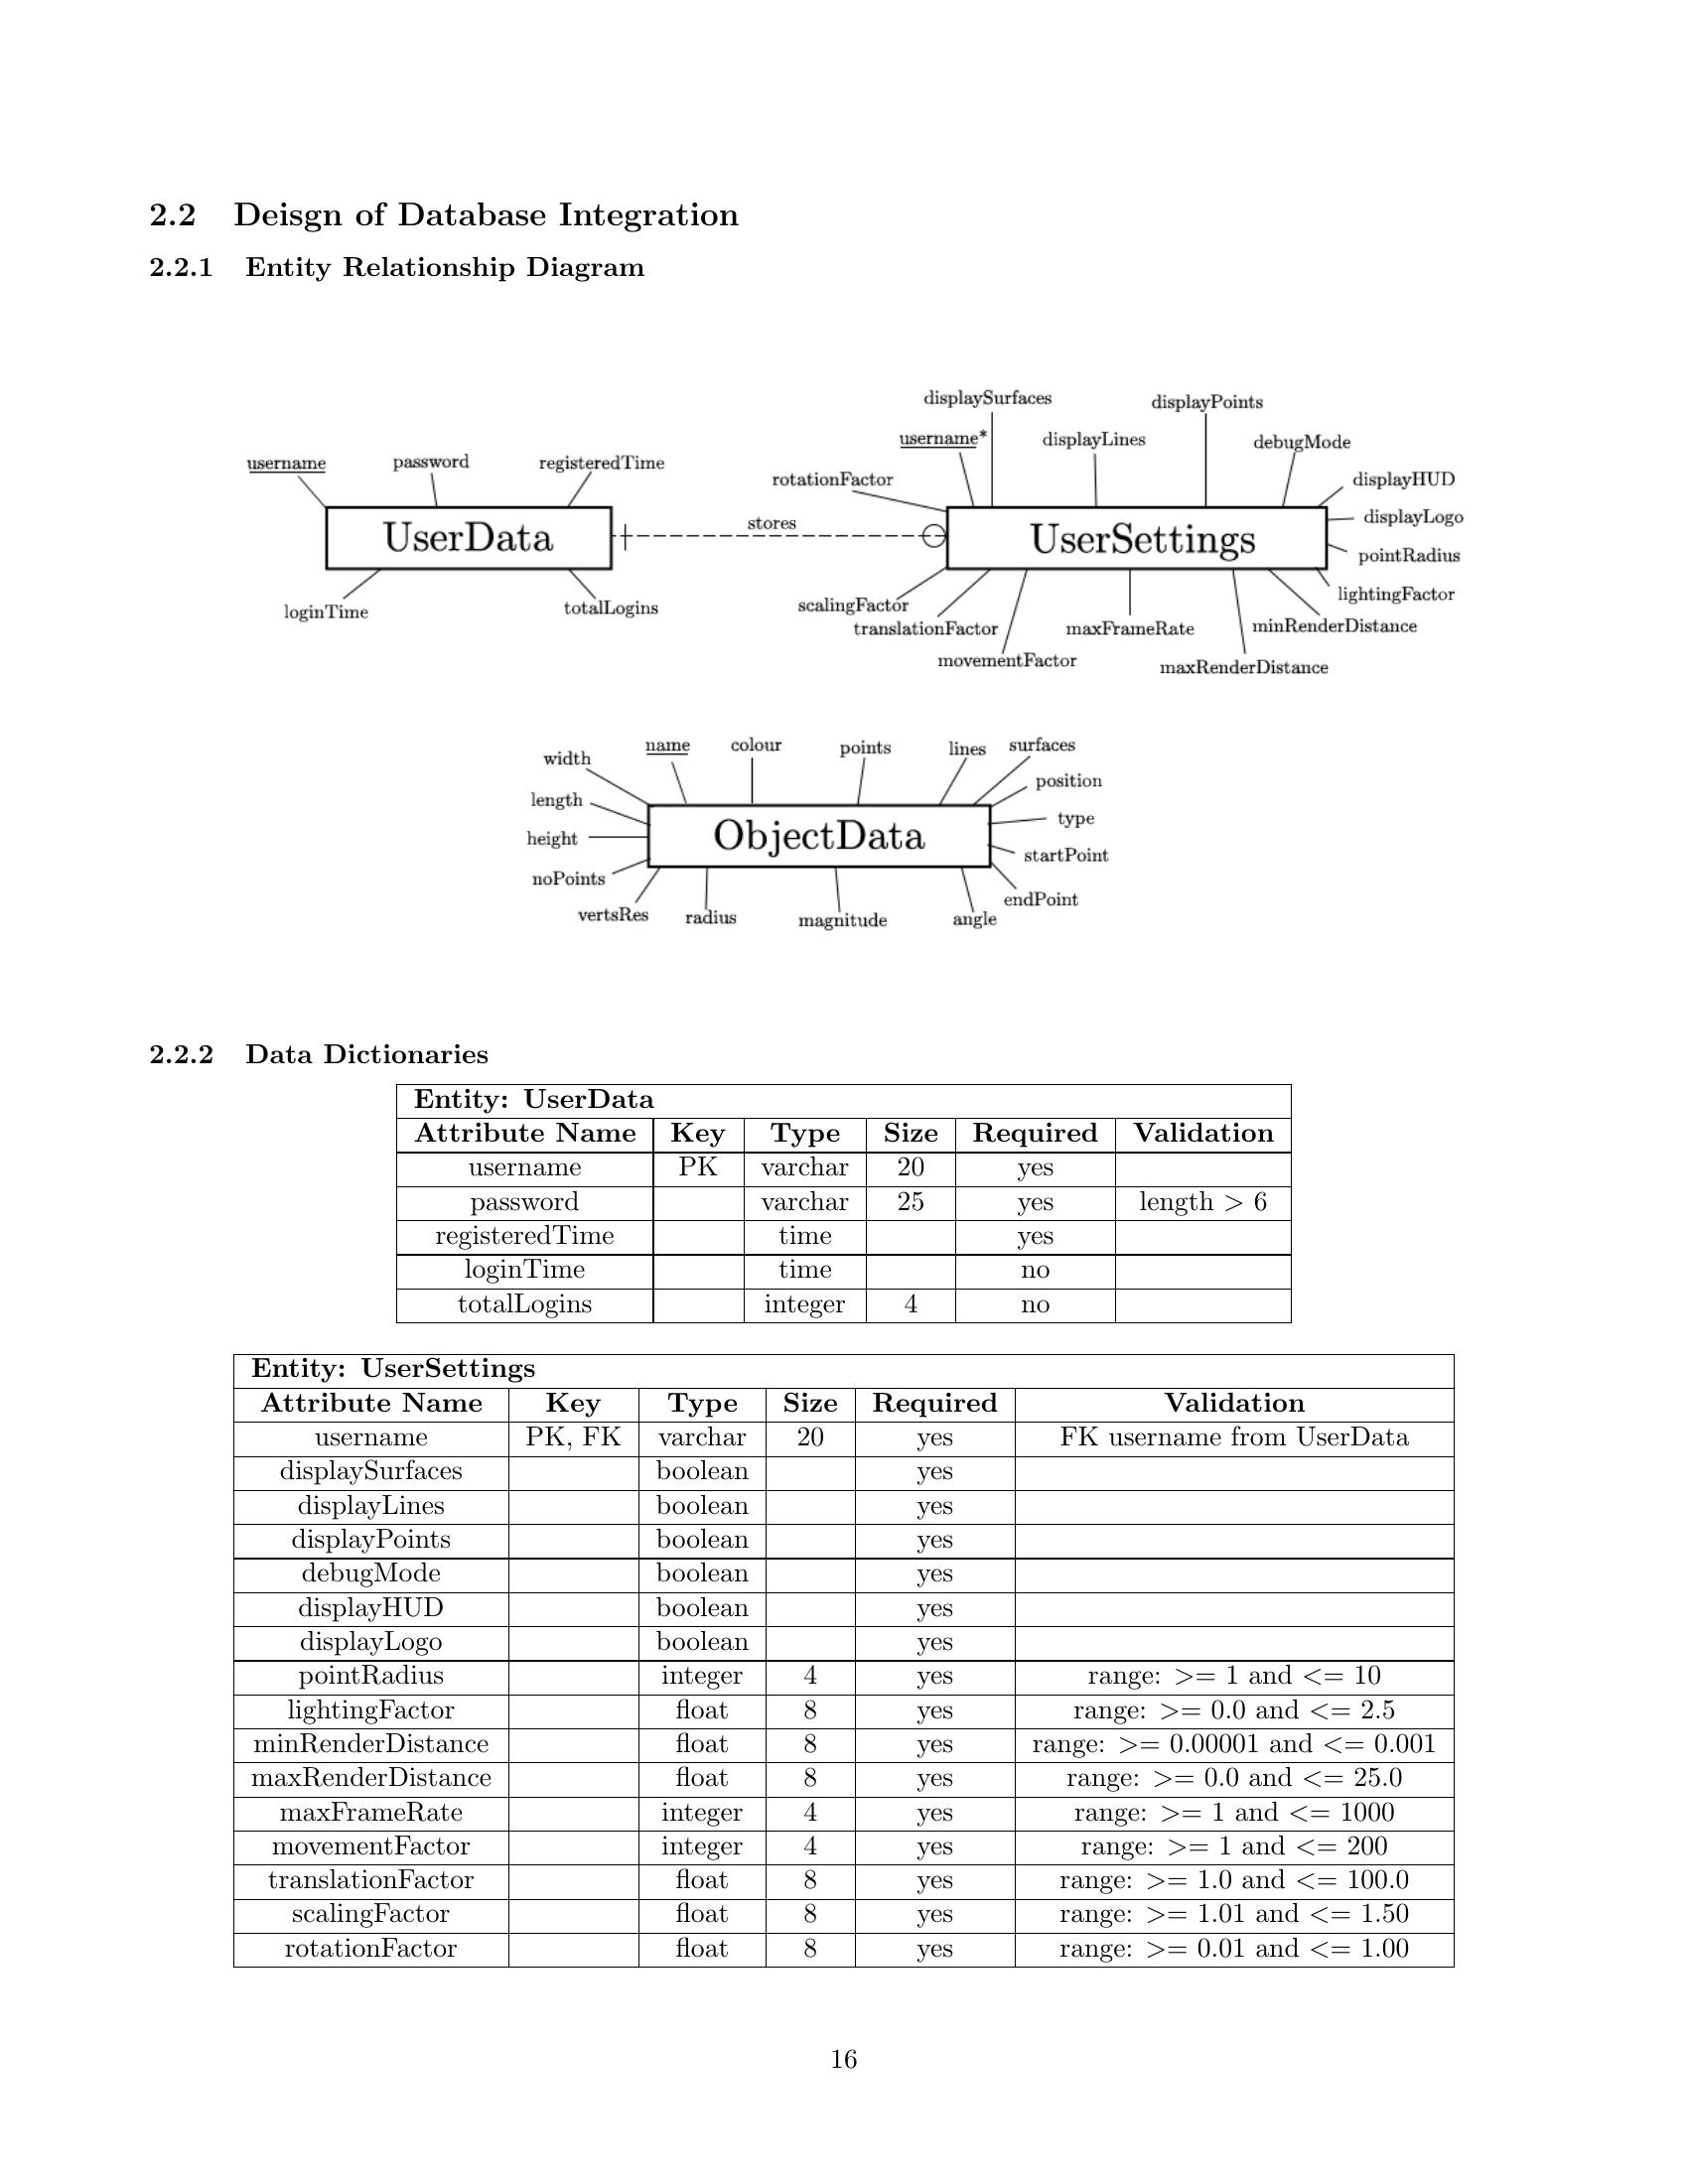 2.2 Deisgn of Database Integration
2.2.1 Entity Relationship Diagram
displaySurfaces
displayPoints
username*
displayLines
debugMode
username
password
registeredTime
rotationFactor
displayHUD
displayLogo
UserData
stores
UserSettings
pointRadius
lightingFactor
loginTime
totalLogins
scalingFactor
translationFactor
maxFrameRate
minRenderDistance
movementFactor
maxRenderDistance
width
name
colour
points
lines
surfaces
position
length
type
height
ObjectData
startPoint
noPoints
endPoint
vertsRes
radius
magnitude
angle
2.2.2 Data Dictionaries
Entity: UserData
Attribute Name Key Type Size Required Validation
username PK varchar 20 yes
password varchar 25 yes length > 6
registeredTime time yes
loginTime time no
totalLogins integer 4 no
Entity: UserSettings
Attribute Name Key Type Size Required Validation
username PK, FK varchar 20 yes FK username from UserData
displaySurfaces boolean yes
displayLines boolean yes
displayPoints boolean yes
debugMode boolean yes
displayHUD boolean yes
displayLogo boolean yes
pointRadius integer 4 yes range: >= 1 and <= 10
lightingFactor float 8 yes range: >= 0.0 and <= 2.5
minRenderDistance float 8 yes range: >= 0.00001 and <= 0.001
maxRenderDistance float 8 yes range: >= 0.0 and <= 25.0
maxFrameRate integer 4 yes range: >= 1 and <= 1000
movementFactor integer 4 yes range: >= 1 and <= 200
translationFactor float 8 yes range: >= 1.0 and <= 100.0
scalingFactor float 8 yes range: >= 1.01 and <= 1.50
rotationFactor float 8 yes range: >= 0.01 and <= 1.00
16